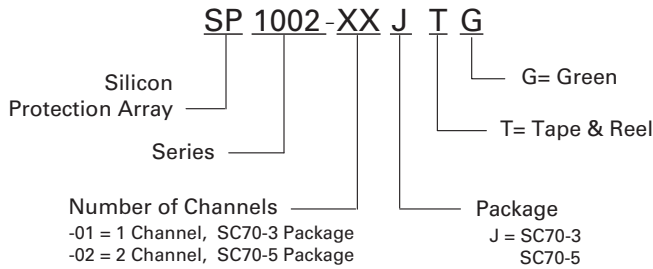 SP 1002-XX J T G
G= Green
Silicon
Protection Array
T= Tape & Reel
Series
Number of Channels
-01 = 1 Channel, SC70-3 Package
-02 = 2 Channel, SC70-5 Package
Package
J = SC70-3
SC70-5